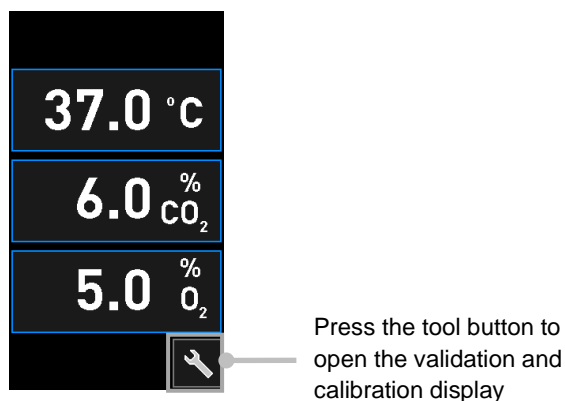 37.0 °C
6.0 % CO₂
5.0 % O₂
Press the tool button to
open the validation and
calibration display